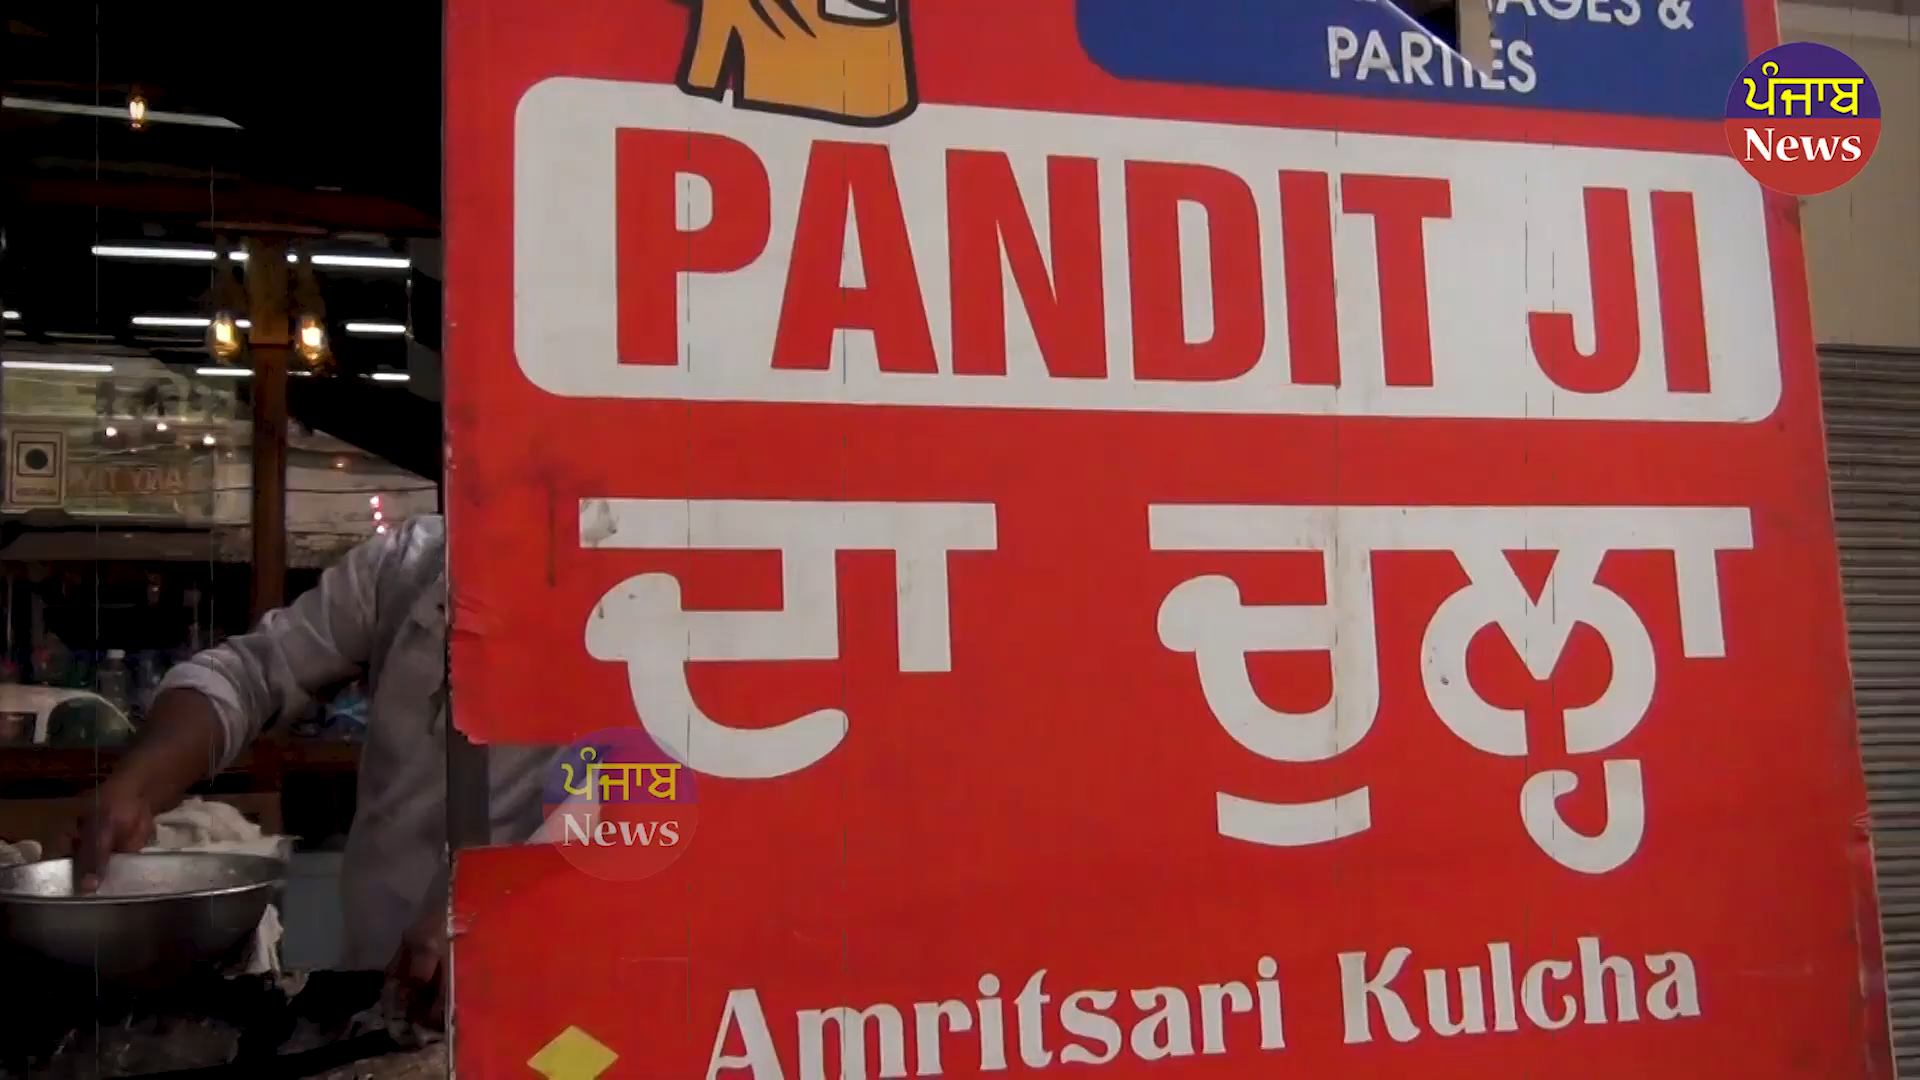 &
PARTIES
ਪੰਜਾਬ
News
PANDIT JI
ਦਾ ਚੁਲ੍ਹਾ
ਪੰਜਾਬ
News
Amritsari Kulcha